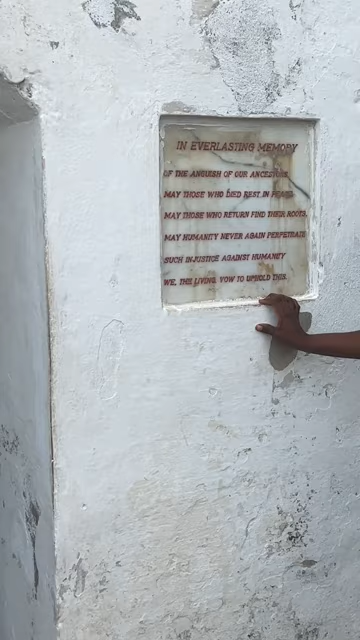 IN EVERLASTING MEMORY
OF THE ANGUISH OF OUR ANCESTORS.
MAY THOSE WHO DIED REST IN PEACE.
MAY THOSE WHO RETURN FIND THEIR ROOTS.
MAY HUMANITY NEVER AGAIN PERPETRATE
SUCH INJUSTICE AGAINST HUMANITY
WE, THE LIVING, VOW TO UPHOLD THIS.